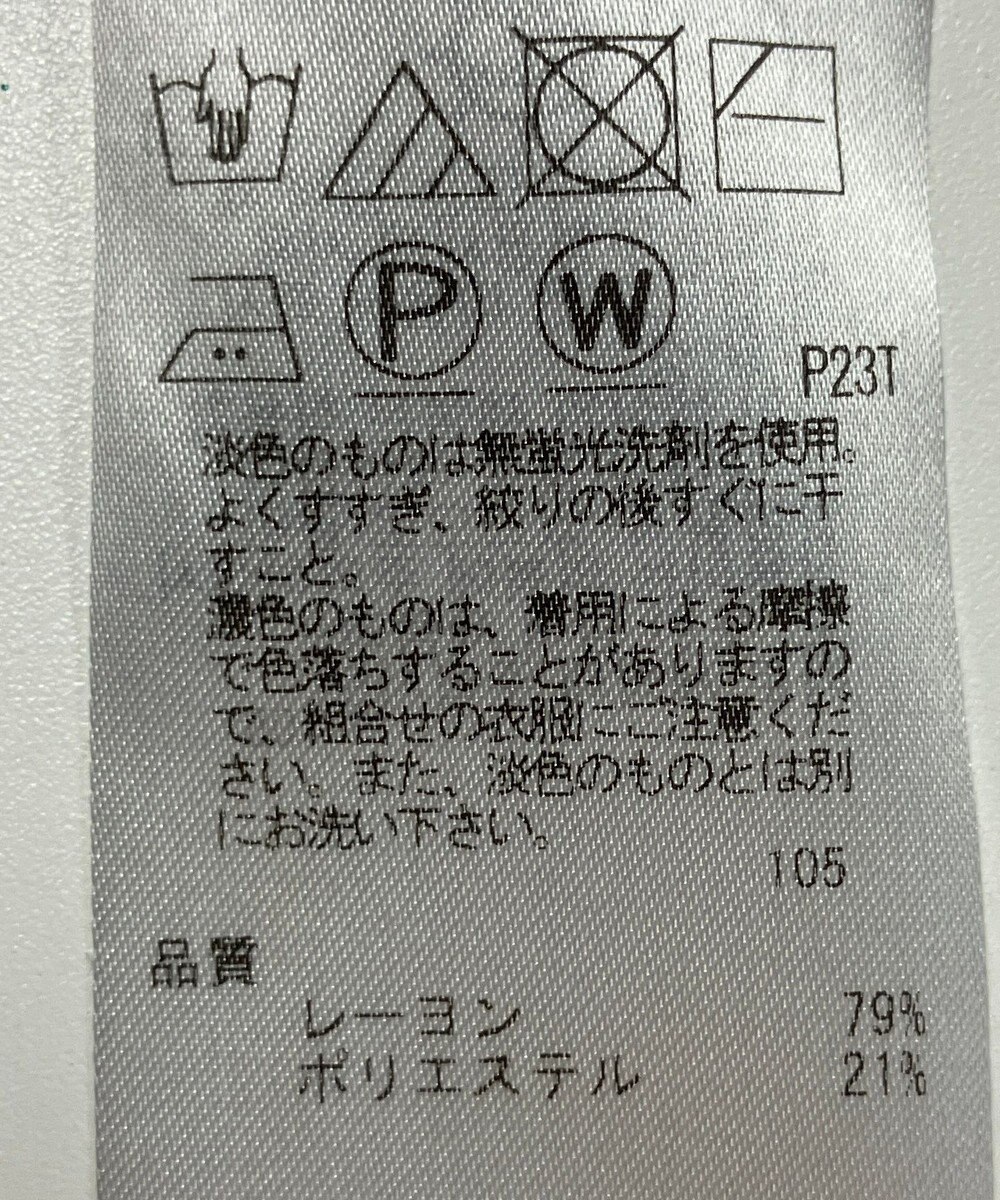 P
W
P23T
淡色のものは無蛍光洗剤を使用。
よくすすぎ、絞りの後すぐに干
すこと。
濃色のものは、着用による摩擦
で色落ちすることがありますの
で、組合せの衣服にご注意くだ
さい。また、淡色のものとは別
にお洗い下さい。
105
品質
レーヨン 79%
ポリエステル 21%